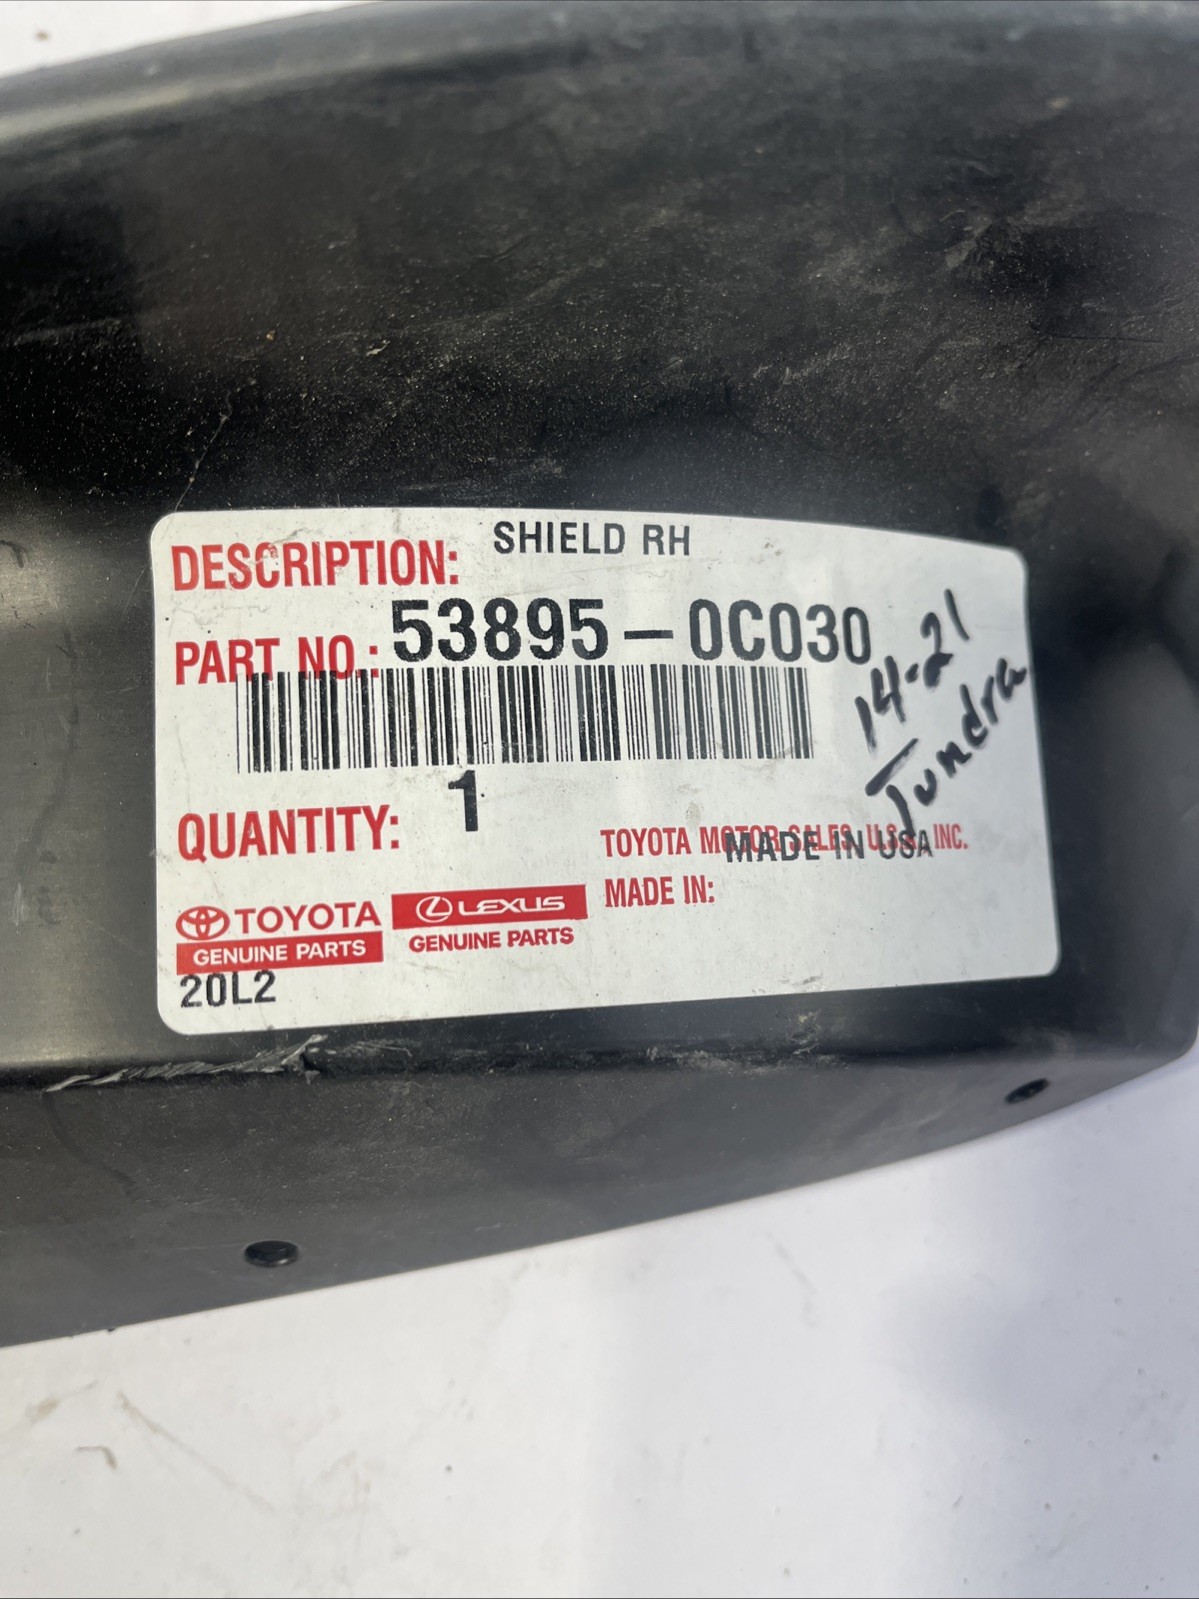 DESCRIPTION: SHIELD RH
PART NO.: 53895-0C030
14-21
Tundra
QUANTITY: 1
TOYOTA MOTOR SALES, U.S.A., INC.
MADE IN USA
MADE IN:
TOYOTA
GENUINE PARTS
LEXUS
GENUINE PARTS
20L2